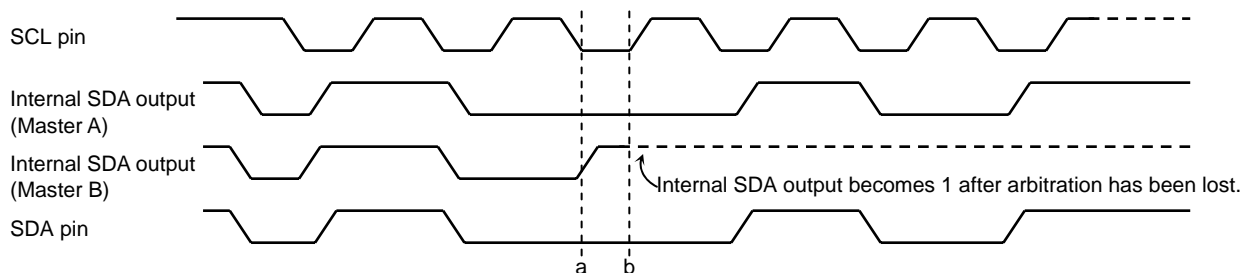 SCL pin
Internal SDA output
(Master A)
Internal SDA output
(Master B)
Internal SDA output becomes 1 after arbitration has been lost.
SDA pin
a b